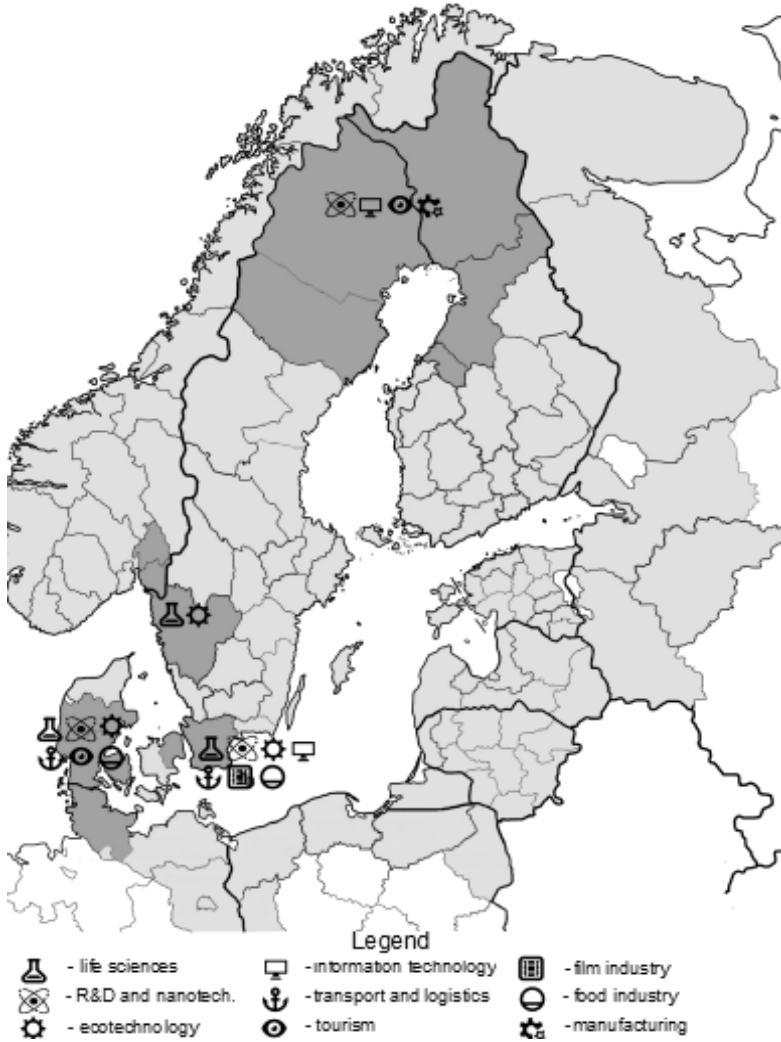 Legend
- life sciences
- information technology
- film industry
- R&D and nanotech.
- transport and logistics
- food industry
- ecotechnology
- tourism
- manufacturing